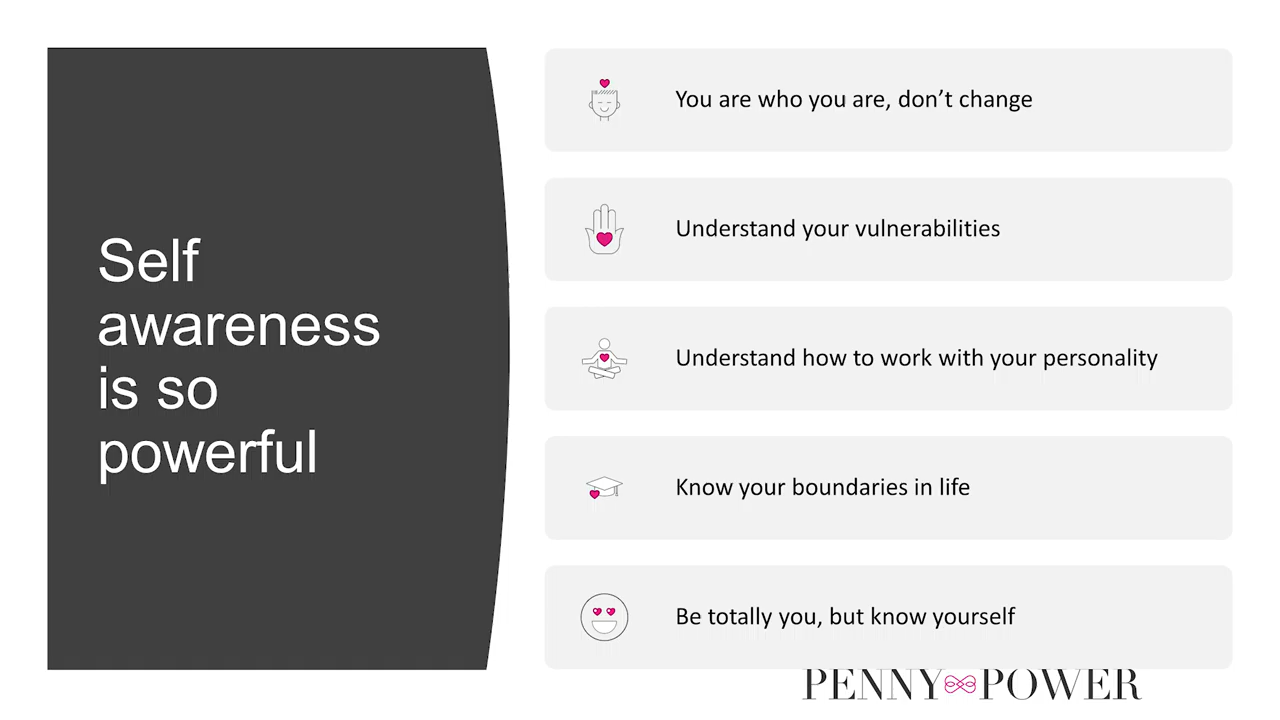 Self
awareness
is so
powerful
You are who you are, don’t change
Understand your vulnerabilities
Understand how to work with your personality
Know your boundaries in life
Be totally you, but know yourself
PENNY POWER